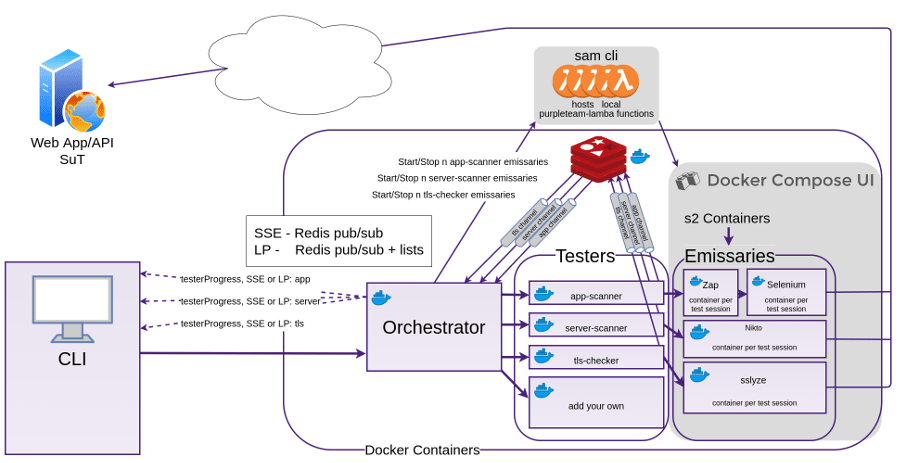 sam cli
hosts local
purpleteam-lamba functions
Web App/API
SuT
Start/Stop n app-scanner emissaries
Start/Stop n server-scanner emissaries
Start/Stop n tls-checker emissaries
Docker Compose UI
s2 Containers
tls channel
server channel
app channel
app channel
server channel
tls channel
SSE - Redis pub/sub
LP - Redis pub/sub + lists
Testers
Emissaries
testerProgress, SSE or LP: app
testerProgress, SSE or LP: server
testerProgress, SSE or LP: tls
CLI
Orchestrator
app-scanner
server-scanner
tls-checker
add your own
Zap
container per
test session
Selenium
container per
test session
Nikto
container per test session
sslyze
container per test session
Docker Containers